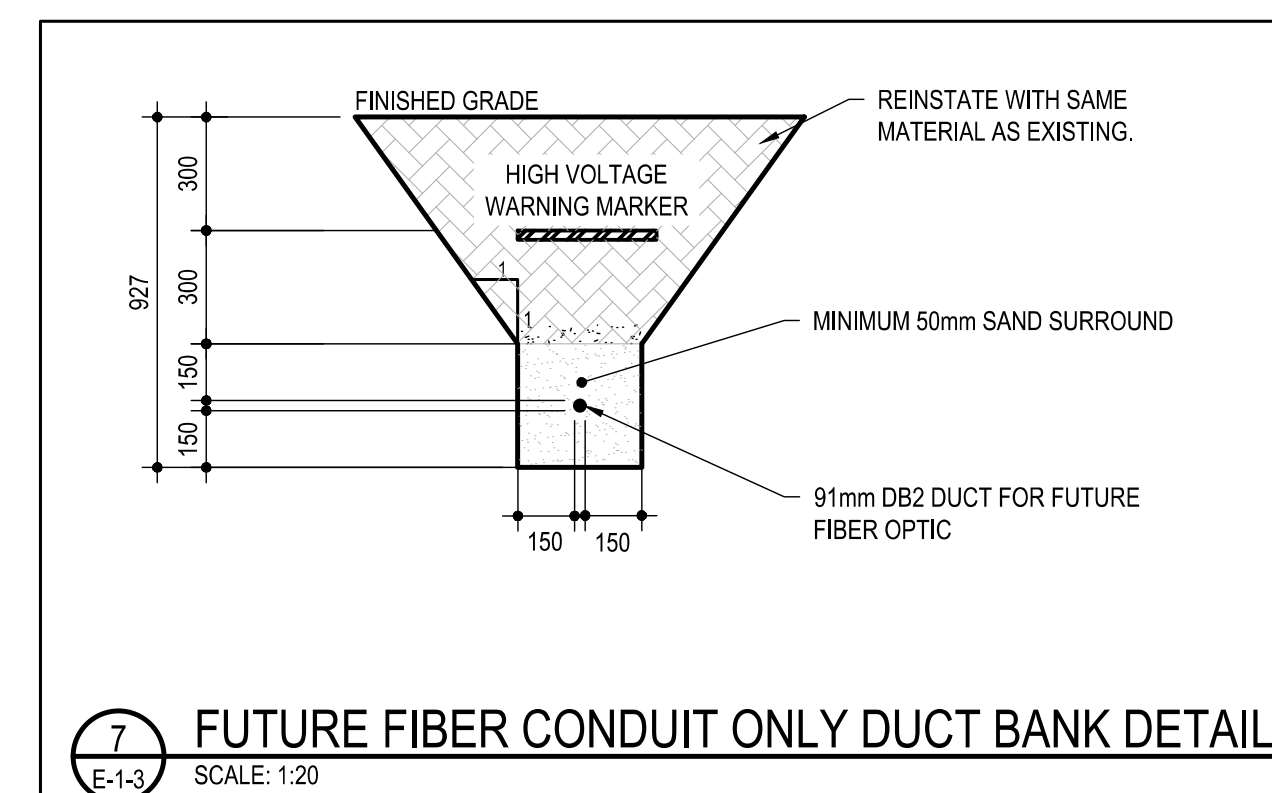 FINISHED GRADE
REINSTATE WITH SAME
MATERIAL AS EXISTING.
HIGH VOLTAGE
WARNING MARKER
300
300
927
150
150
1
1
MINIMUM 50mm SAND SURROUND
91mm DB2 DUCT FOR FUTURE
FIBER OPTIC
150 150
7
E-1-3
FUTURE FIBER CONDUIT ONLY DUCT BANK DETAIL
SCALE: 1:20